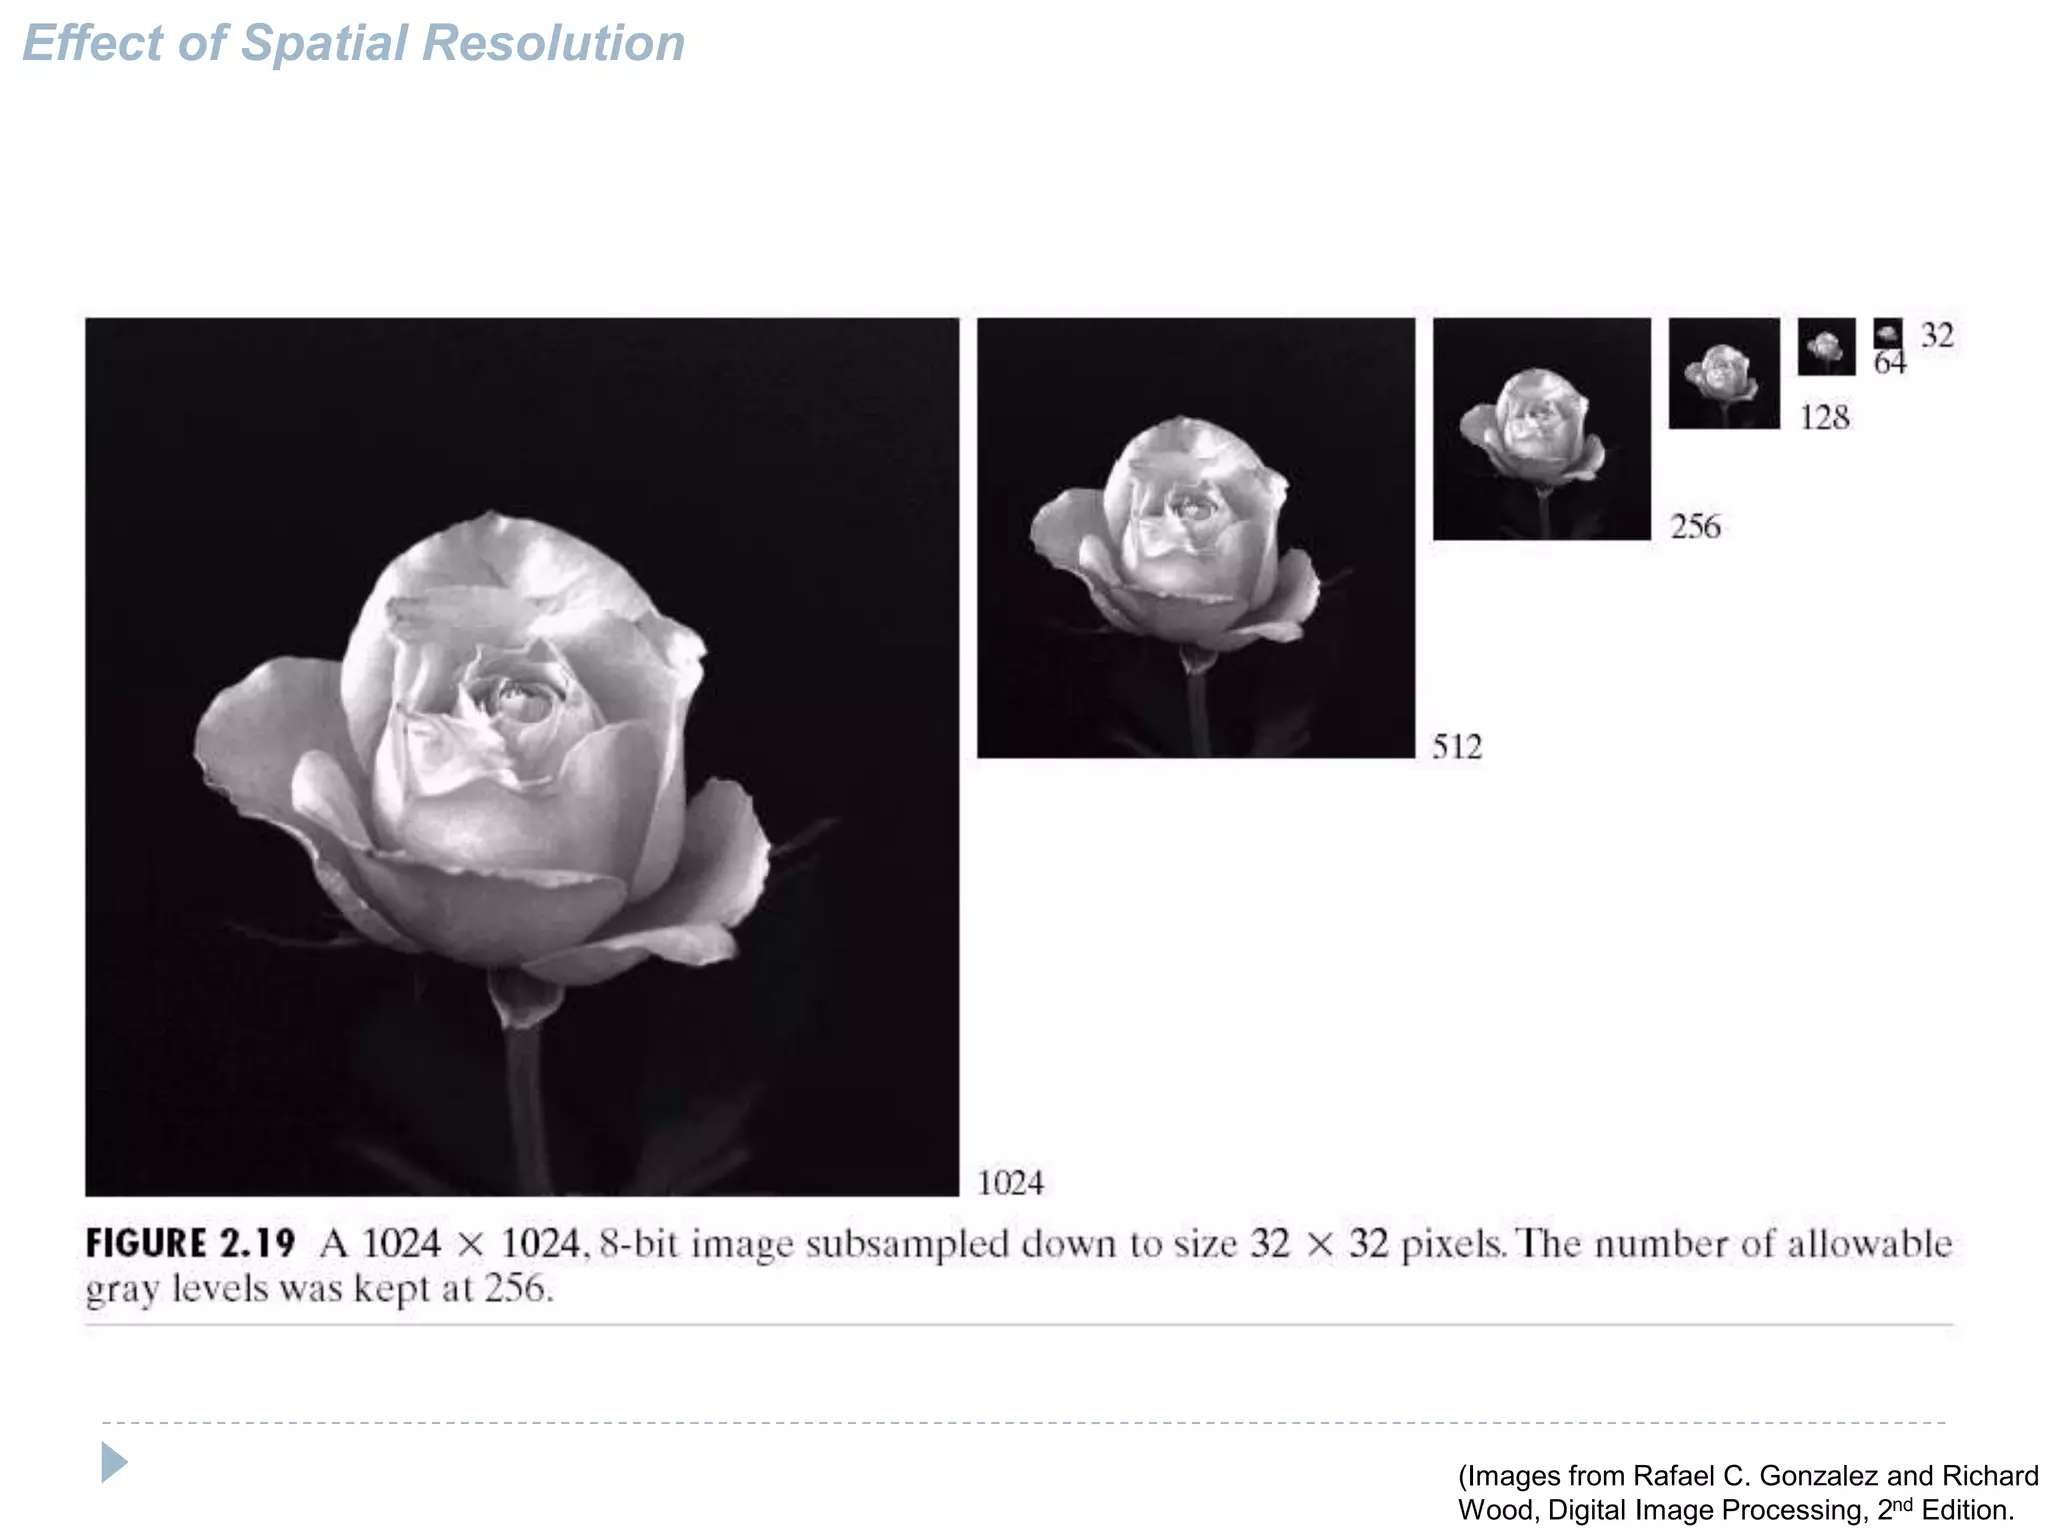 Effect of Spatial Resolution
32
64
128
256
512
1024
FIGURE 2.19 A 1024 × 1024, 8-bit image subsampled down to size 32 × 32 pixels. The number of allowable
gray levels was kept at 256.
(Images from Rafael C. Gonzalez and Richard
Wood, Digital Image Processing, 2nd Edition.